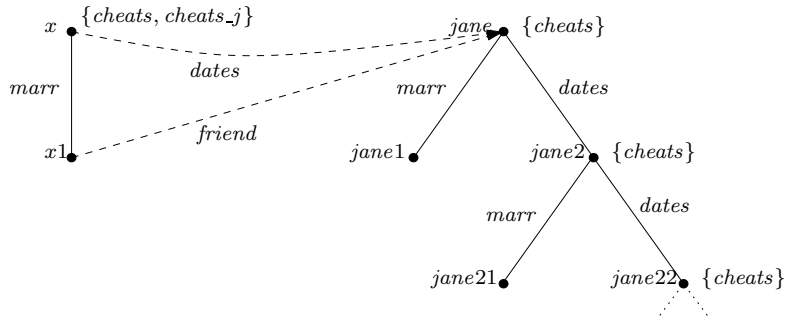 x {cheats, cheats_j} jane {cheats}
dates
marr marr dates
friend
x1 jane1 jane2 {cheats}
marr dates
jane21 jane22 {cheats}